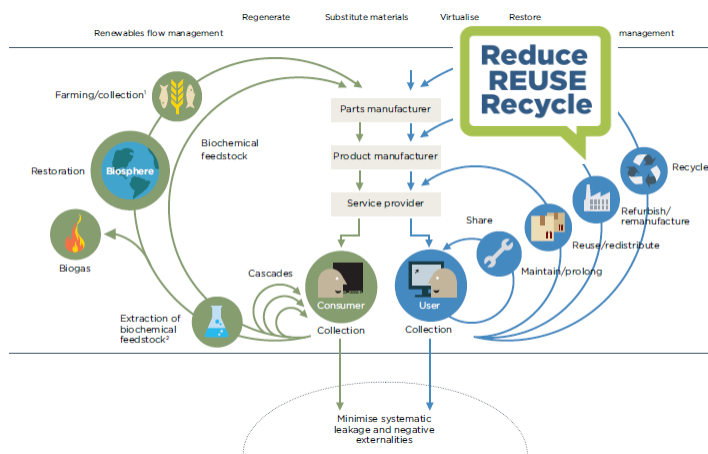 Regenerate
Substitute materials
Virtualise
Restore
Renewables flow management
management
Reduce
REUSE
Recycle
Farming/collection¹
Parts manufacturer
Biochemical
feedstock
Product manufacturer
Restoration
Biosphere
Recycle
Service provider
Refurbish/
remanufacture
Share
Reuse/redistribute
Biogas
Maintain/prolong
Cascades
Consumer
User
Extraction of
biochemical
feedstock²
Collection
Collection
Minimise systematic
leakage and negative
externalities